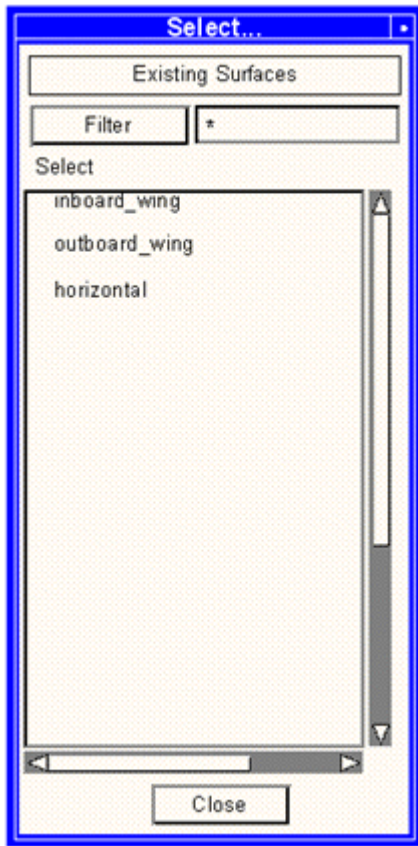 Select...
Existing Surfaces
Filter *
Select
inboard_wing
outboard_wing
horizontal
Close